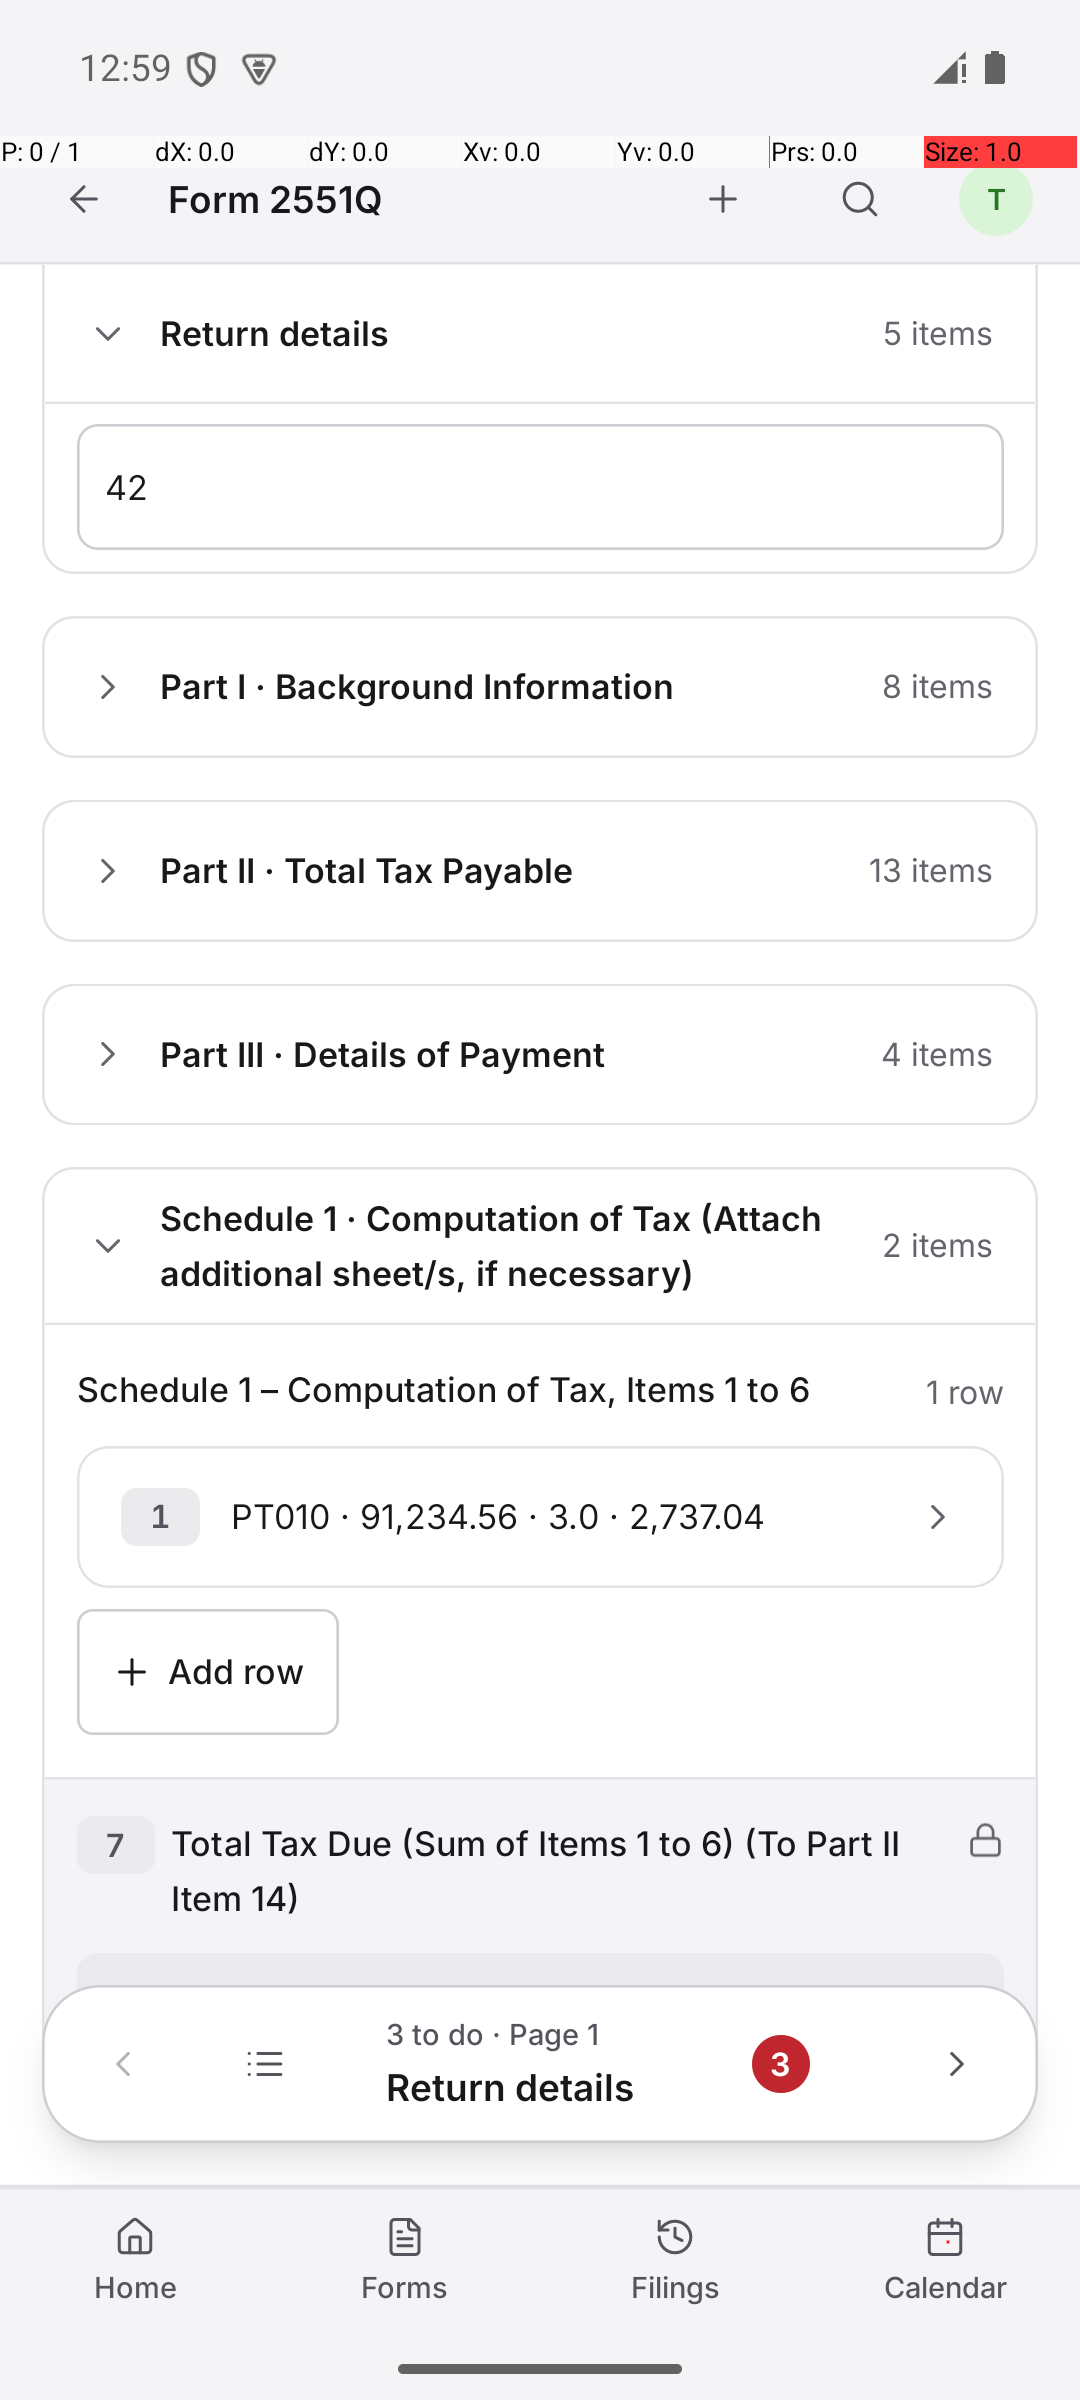 12:59
P: 0 / 1 dX: 0.0 dY: 0.0 Xv: 0.0 Yv: 0.0 Prs: 0.0 Size: 1.0
Form 2551Q T
Return details 5 items
42
Part I · Background Information 8 items
Part II · Total Tax Payable 13 items
Part III · Details of Payment 4 items
Schedule 1 · Computation of Tax (Attach
additional sheet/s, if necessary) 2 items
Schedule 1 – Computation of Tax, Items 1 to 6 1 row
1 PT010 · 91,234.56 · 3.0 · 2,737.04
Add row
7 Total Tax Due (Sum of Items 1 to 6) (To Part II
Item 14)
3 to do · Page 1
Return details 3
Home Forms Filings Calendar